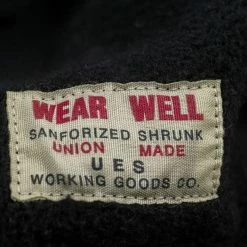 WEAR WELL
SANFORIZED SHRUNK
UNION MADE
UES
WORKING GOODS CO.